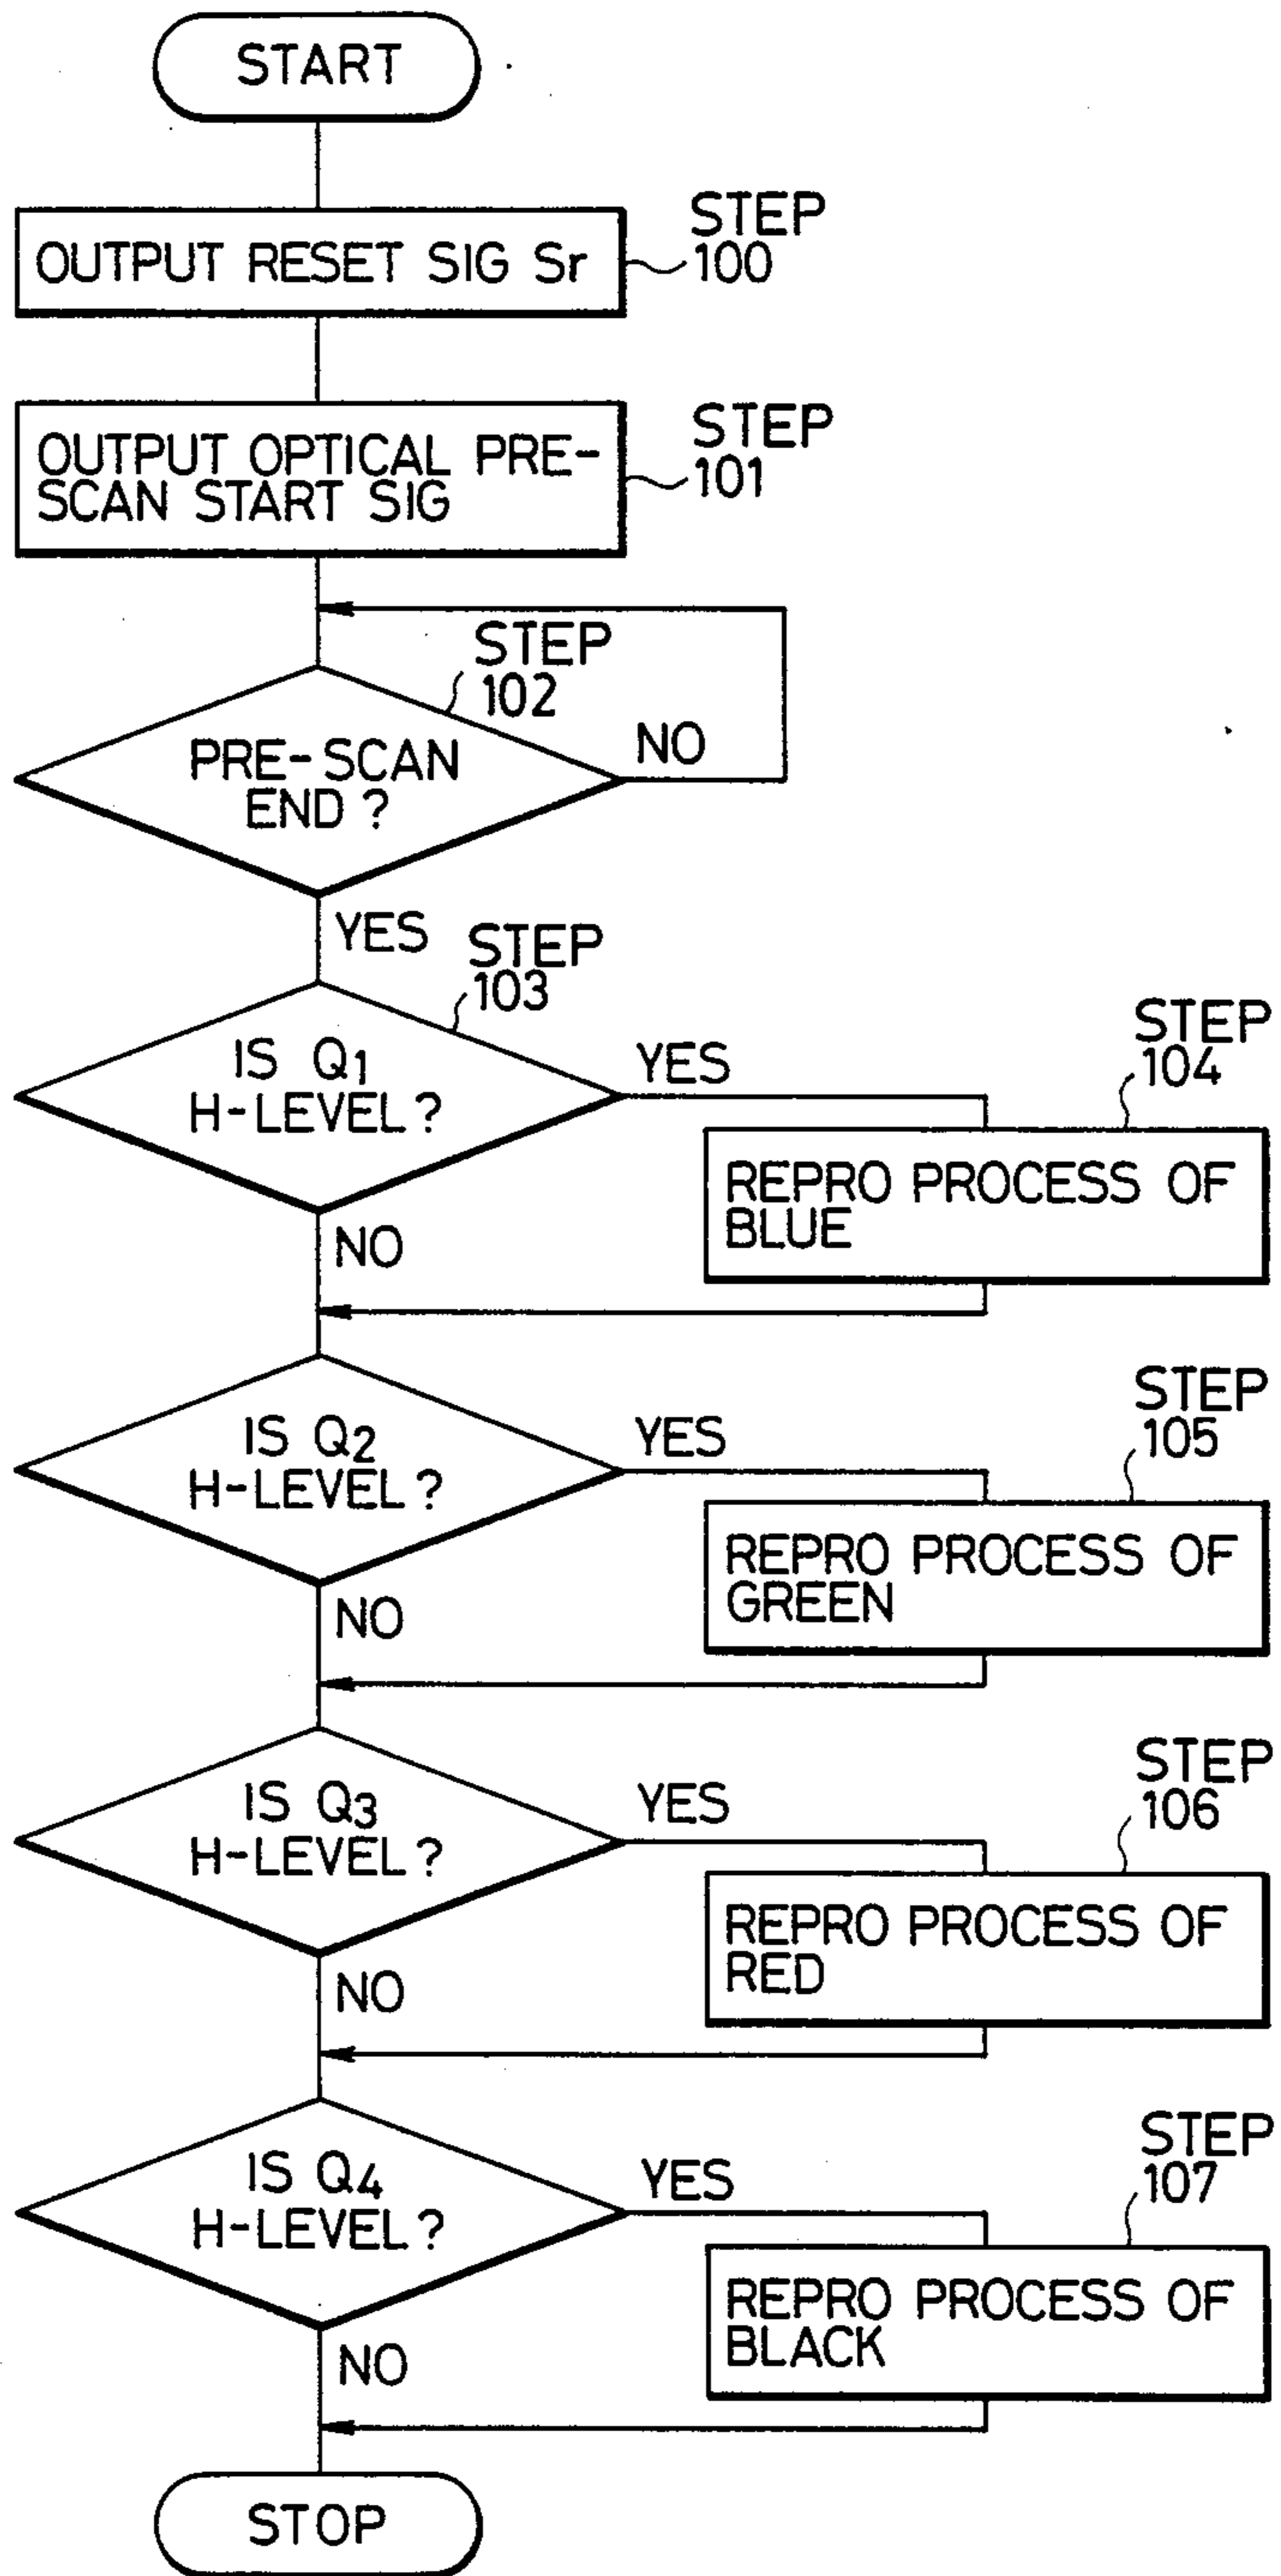 START
OUTPUT RESET SIG Sr
STEP
100
OUTPUT OPTICAL PRE-
SCAN START SIG
STEP
101
STEP
102
PRE-SCAN
END ?
NO
YES
STEP
103
IS Q1
H-LEVEL ?
YES
STEP
104
REPRO PROCESS OF
BLUE
NO
IS Q2
H-LEVEL ?
YES
STEP
105
REPRO PROCESS OF
GREEN
NO
IS Q3
H-LEVEL ?
YES
STEP
106
REPRO PROCESS OF
RED
NO
IS Q4
H-LEVEL ?
YES
STEP
107
REPRO PROCESS OF
BLACK
NO
STOP